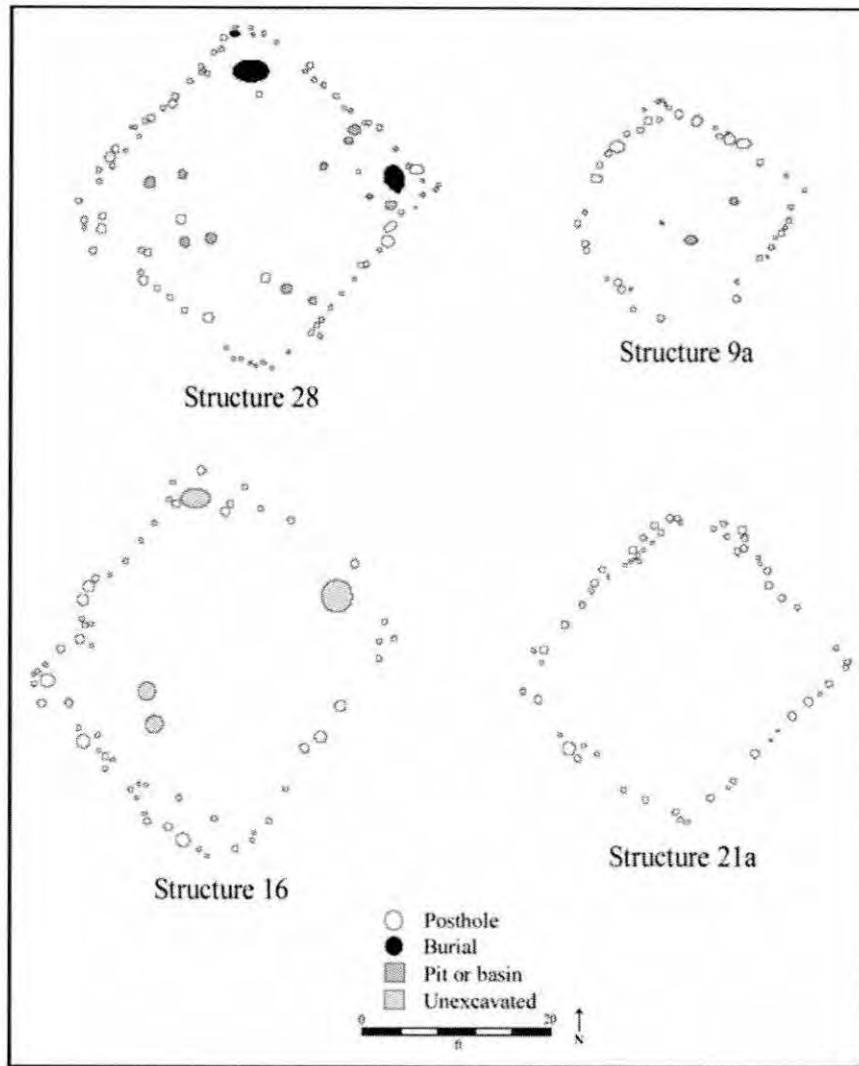 Structure 28
Structure 9a
Structure 16
Structure 21a
Posthole
Burial
Pit or basin
Unexcavated
0 20
ft
N